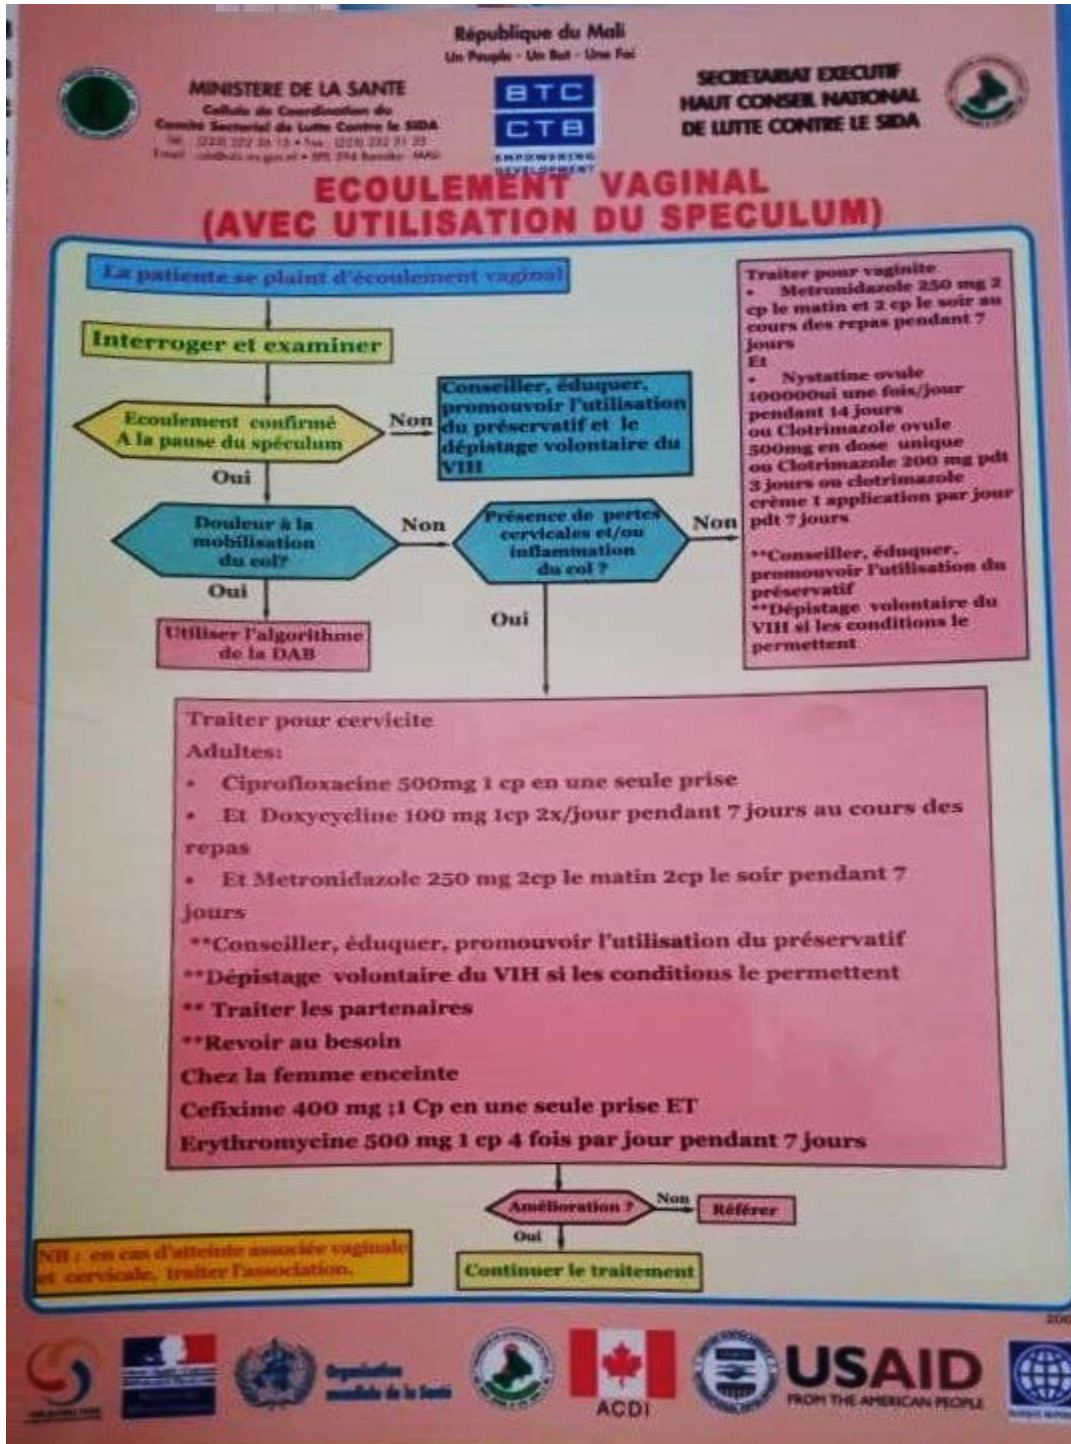 République du Mali
Un Peuple - Un But - Une Foi
MINISTERE DE LA SANTE
Cellule de Coordination du
Comité Sectoriel de Lutte Contre le SIDA
BTC
CTB
EMPOWERING
DEVELOPMENT
SECRETARIAT EXECUTIF
HAUT CONSEIL NATIONAL
DE LUTTE CONTRE LE SIDA
ECOULEMENT VAGINAL
(AVEC UTILISATION DU SPECULUM)
La patiente se plaint d'écoulement vaginal
Interroger et examiner
Ecoulement confirmé
A la pause du spéculum
Non
Conseiller, éduquer,
promouvoir l'utilisation
du préservatif et le
dépistage volontaire du
VIH
Oui
Douleur à la
mobilisation
du col?
Non
Présence de pertes
cervicales et/ou
inflammation
du col ?
Non
Traiter pour vaginite
• Metronidazole 250 mg 2
cp le matin et 2 cp le soir au
cours des repas pendant 7
jours
Et
• Nystatine ovule
100000ui une fois/jour
pendant 14 jours
ou Clotrimazole ovule
500mg en dose unique
ou Clotrimazole 200 mg pdt
3 jours ou clotrimazole
crème 1 application par jour
pdt 7 jours
**Conseiller, éduquer,
promouvoir l'utilisation du
préservatif
**Dépistage volontaire du
VIH si les conditions le
permettent
Oui
Utiliser l'algorithme
de la DAB
Oui
Traiter pour cervicite
Adultes:
• Ciprofloxacine 500mg 1 cp en une seule prise
• Et Doxycycline 100 mg 1cp 2x/jour pendant 7 jours au cours des
repas
• Et Metronidazole 250 mg 2cp le matin 2cp le soir pendant 7
jours
**Conseiller, éduquer, promouvoir l'utilisation du préservatif
**Dépistage volontaire du VIH si les conditions le permettent
** Traiter les partenaires
**Revoir au besoin
Chez la femme enceinte
Cefixime 400 mg ;1 Cp en une seule prise ET
Erythromycine 500 mg 1 cp 4 fois par jour pendant 7 jours
Amélioration ?
Non
Référer
Oui
Continuer le traitement
NB : en cas d'atteinte associée vaginale
et cervicale, traiter l'association.
Organisation
mondiale de la Santé
ACDI
USAID
FROM THE AMERICAN PEOPLE